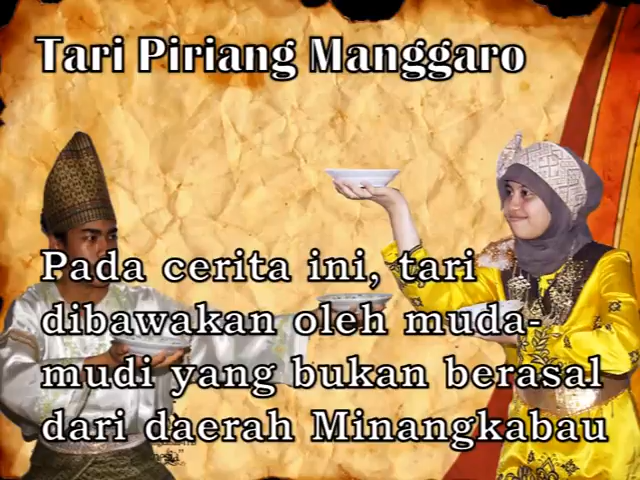 Tari Piriang Manggaro
Pada cerita ini, tari
dibawakan oleh muda-
mudi yang bukan berasal
dari daerah Minangkabau